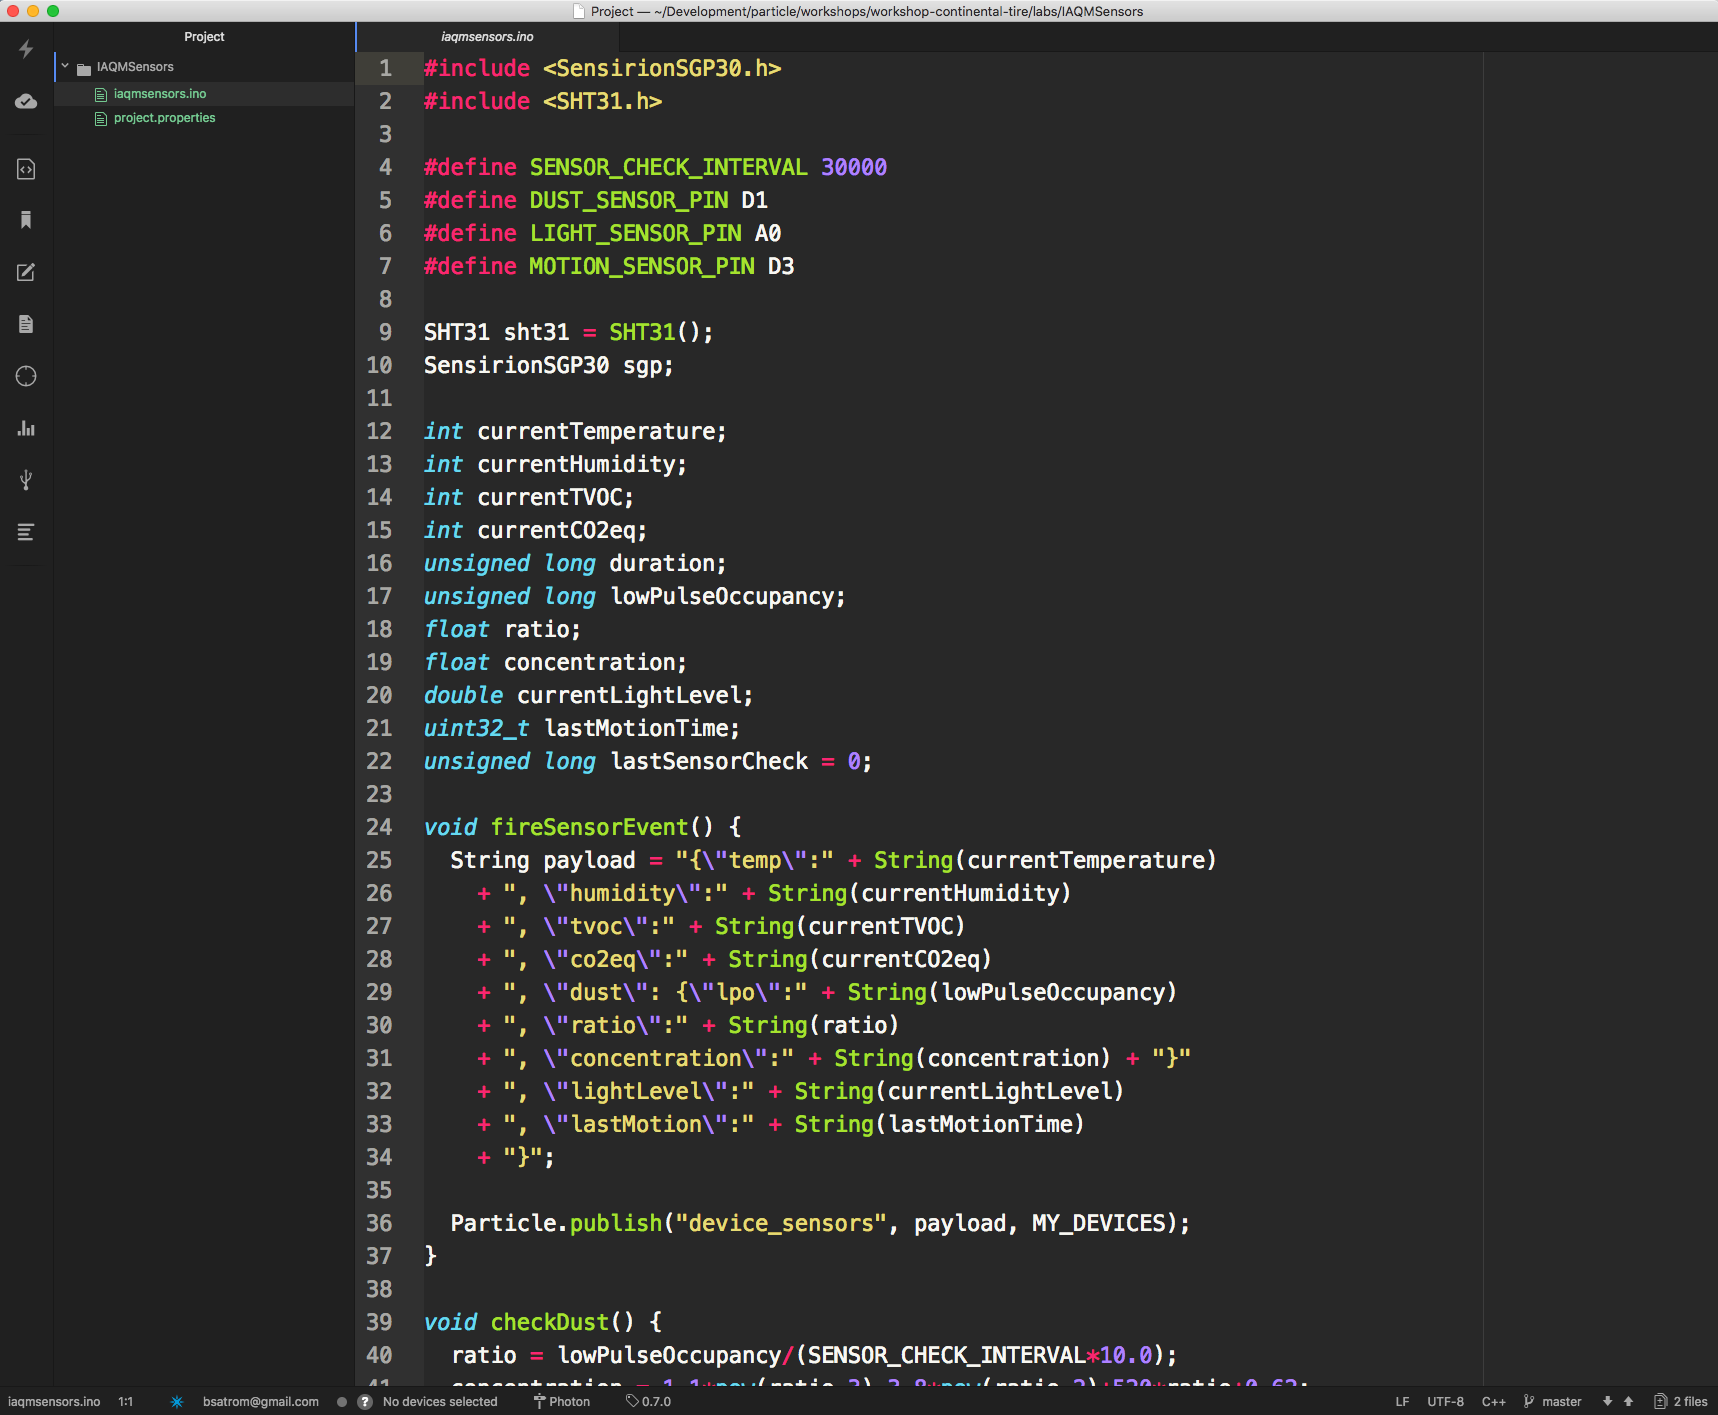 Project — ~/Development/particle/workshops/workshop-continental-tire/labs/IAQMSensors
Project
IAQMSensors
iaqmsensors.ino
project.properties
iaqmsensors.ino
1 #include <SensirionSGP30.h>
2 #include <SHT31.h>
3
4 #define SENSOR_CHECK_INTERVAL 30000
5 #define DUST_SENSOR_PIN D1
6 #define LIGHT_SENSOR_PIN A0
7 #define MOTION_SENSOR_PIN D3
8
9 SHT31 sht31 = SHT31();
10 SensirionSGP30 sgp;
11
12 int currentTemperature;
13 int currentHumidity;
14 int currentTVOC;
15 int currentCO2eq;
16 unsigned long duration;
17 unsigned long lowPulseOccupancy;
18 float ratio;
19 float concentration;
20 double currentLightLevel;
21 uint32_t lastMotionTime;
22 unsigned long lastSensorCheck = 0;
23
24 void fireSensorEvent() {
25   String payload = "{\"temp\":" + String(currentTemperature)
26     + ", \"humidity\":" + String(currentHumidity)
27     + ", \"tvoc\":" + String(currentTVOC)
28     + ", \"co2eq\":" + String(currentCO2eq)
29     + ", \"dust\": {\"lpo\":" + String(lowPulseOccupancy)
30     + ", \"ratio\":" + String(ratio)
31     + ", \"concentration\":" + String(concentration) + "}"
32     + ", \"lightLevel\":" + String(currentLightLevel)
33     + ", \"lastMotion\":" + String(lastMotionTime)
34     + "}";
35
36   Particle.publish("device_sensors", payload, MY_DEVICES);
37 }
38
39 void checkDust() {
40   ratio = lowPulseOccupancy/(SENSOR_CHECK_INTERVAL*10.0);
iaqmsensors.ino 1:1 bsatrom@gmail.com ? No devices selected Photon 0.7.0 LF UTF-8 C++ master 2 files